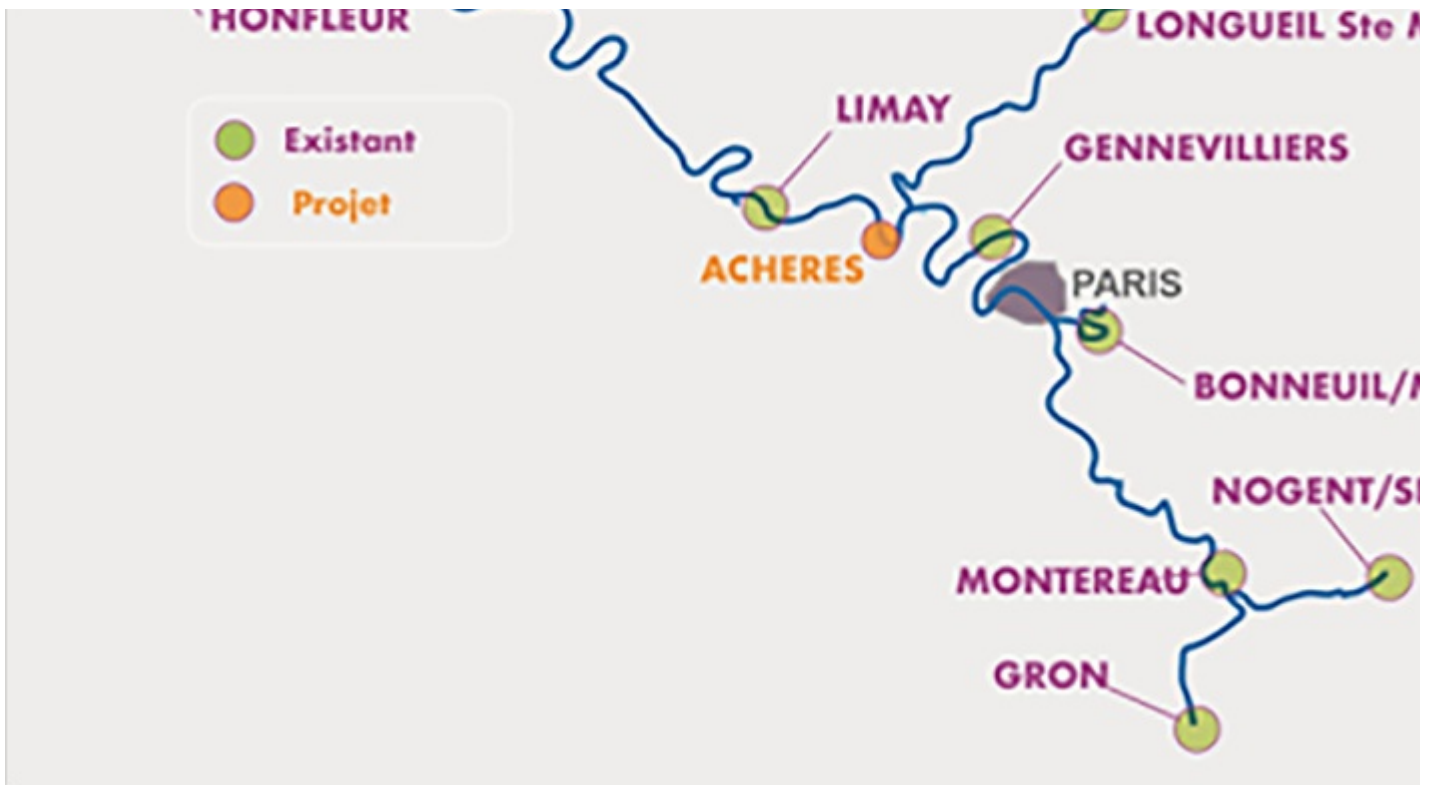 HONFLEUR
LONGUEIL Ste
LIMAY
Existant
GENNEVILLIERS
Projet
ACHERES
PARIS
BONNEUIL/
NOGENT/S
MONTEREAU
GRON